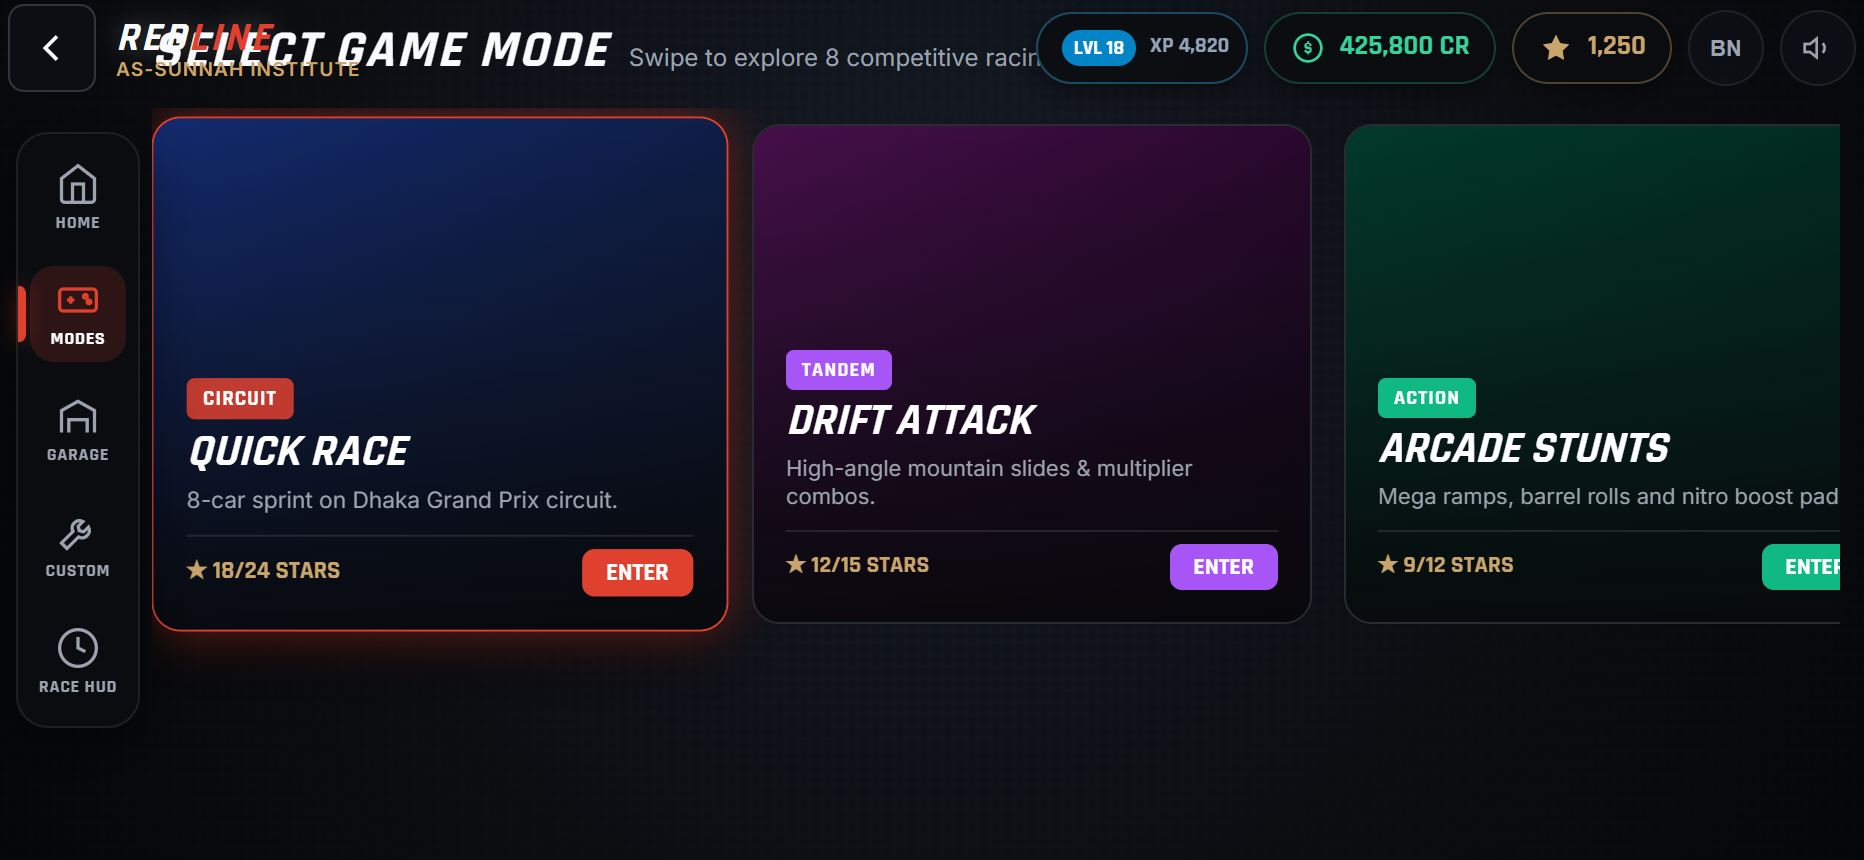 REDLINE
AS-SUNNAH INSTITUTE
SELECT GAME MODE
Swipe to explore 8 competitive racin
LVL 18 XP 4,820
$ 425,800 CR
1,250
BN
HOME
MODES
GARAGE
CUSTOM
RACE HUD
CIRCUIT
QUICK RACE
8-car sprint on Dhaka Grand Prix circuit.
★ 18/24 STARS
ENTER
TANDEM
DRIFT ATTACK
High-angle mountain slides & multiplier
combos.
★ 12/15 STARS
ENTER
ACTION
ARCADE STUNTS
Mega ramps, barrel rolls and nitro boost pad
★ 9/12 STARS
ENTER